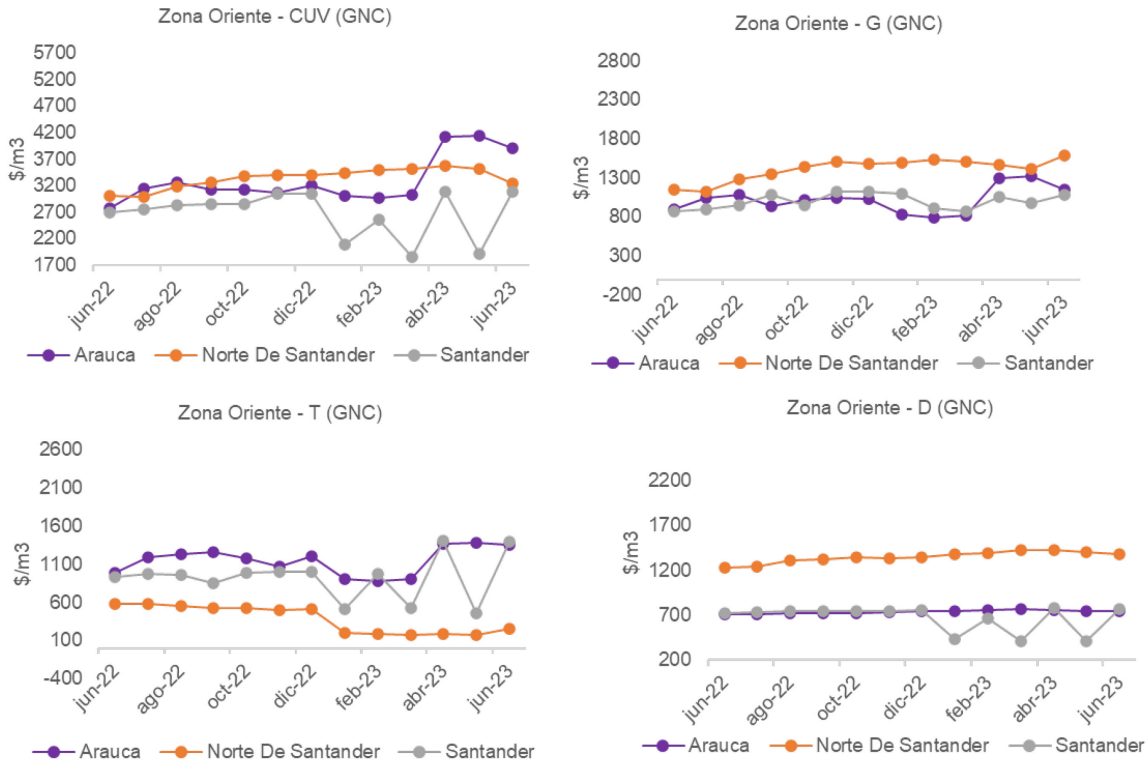 Zona Oriente - CUV (GNC)
$/m3
5700
5200
4700
4200
3700
3200
2700
2200
1700
jun-22
ago-22
oct-22
dic-22
feb-23
abr-23
jun-23
Arauca
Norte De Santander
Santander
Zona Oriente - G (GNC)
$/m3
2800
2300
1800
1300
800
300
-200
jun-22
ago-22
oct-22
dic-22
feb-23
abr-23
jun-23
Arauca
Norte De Santander
Santander
Zona Oriente - T (GNC)
$/m3
2600
2100
1600
1100
600
100
-400
jun-22
ago-22
oct-22
dic-22
feb-23
abr-23
jun-23
Arauca
Norte De Santander
Santander
Zona Oriente - D (GNC)
$/m3
2200
1700
1200
700
200
jun-22
ago-22
oct-22
dic-22
feb-23
abr-23
jun-23
Arauca
Norte De Santander
Santander